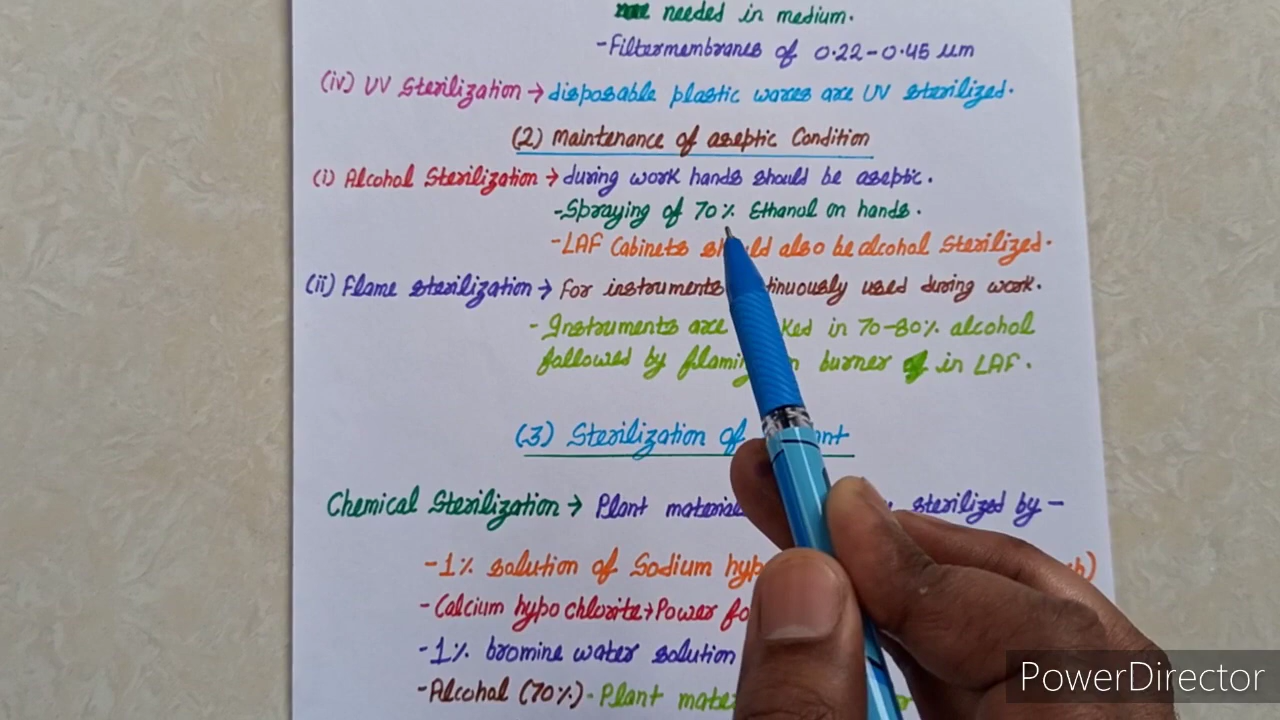 needed in medium.
-Filtermembranes of 0.22-0.45 µm
(iv) UV Sterilization → disposable plastic wares are UV sterilized.
(2) Maintenance of aseptic Condition
(i) Alcohol Sterilization → during work hands should be aseptic.
-Spraying of 70% Ethanol on hands.
-LAF Cabinets should also be alcohol Sterilized.
(ii) Flame sterilization → For instruments used during work.
- Instruments are in 70-80% alcohol
followed by burner in LAF.
(3) Sterilization of
Chemical Sterilization → Plant sterilized by -
-1% solution of Sodium
-Calcium hypo chlorite →Power
-1% bromine water solution
-Alcohol (70%)-Plant
PowerDirector